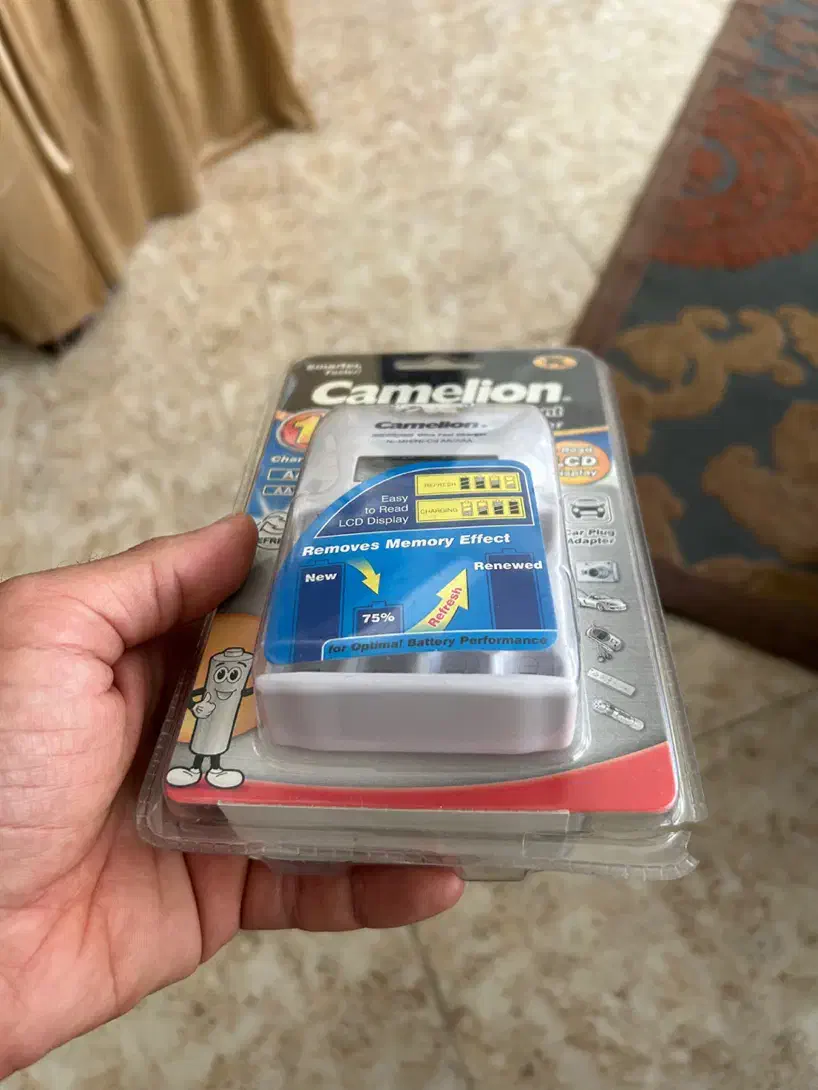 Smarter
Faster
Camelion
Camelion
Easy
to Read
LCD Display
REFRESH
CHARGING
Removes Memory Effect
New
75%
Refresh
Renewed
for Optimal Battery Performance
LCD
Car Plug
Adapter